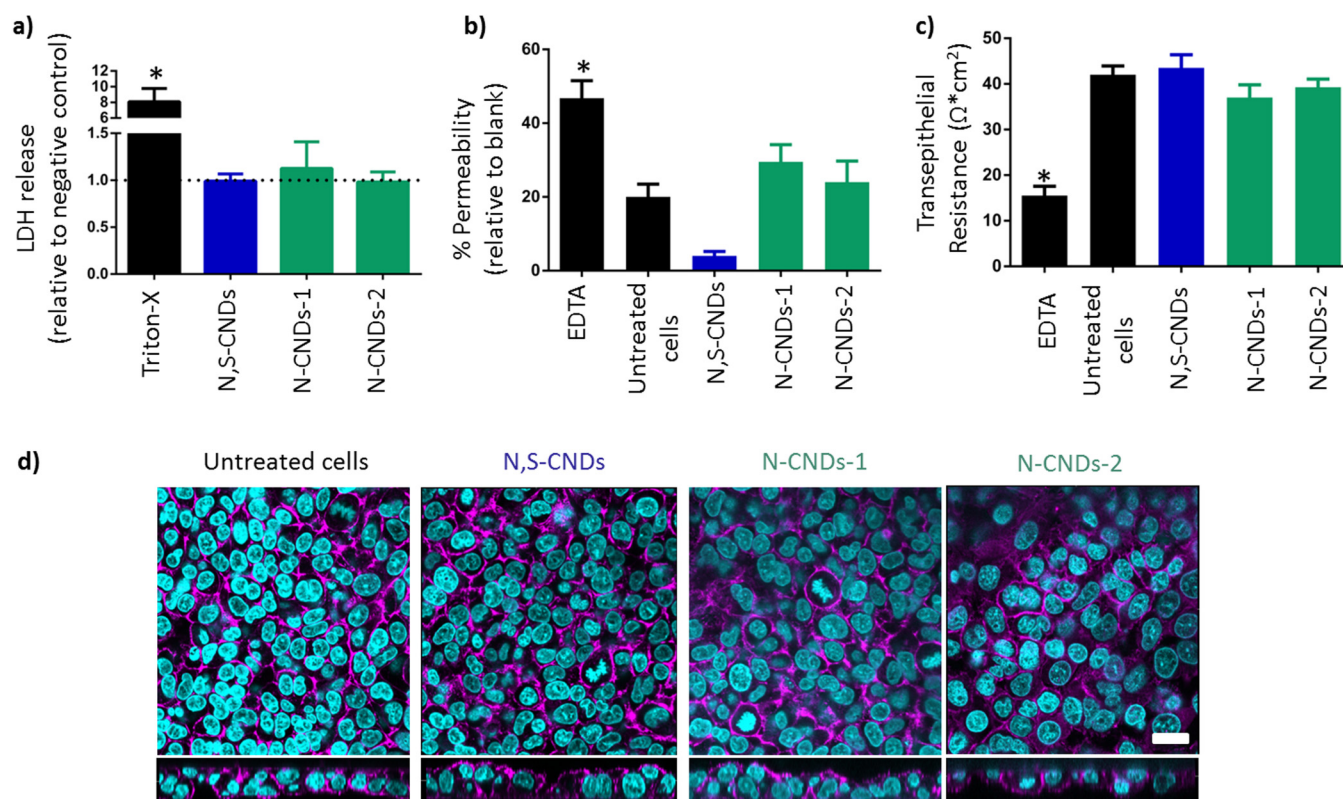 a)
LDH release
(relative to negative control)
12
10
8
6
1.5
1.0
0.5
0.0
*
Triton-X
N,S-CNDs
N-CNDs-1
N-CNDs-2
b)
% Permeability
(relative to blank)
60
40
20
0
*
EDTA
Untreated
cells
N,S-CNDs
N-CNDs-1
N-CNDs-2
c)
Transepithelial
Resistance (Ω*cm2)
50
40
30
20
10
0
*
EDTA
Untreated
cells
N,S-CNDs
N-CNDs-1
N-CNDs-2
d)
Untreated cells
N,S-CNDs
N-CNDs-1
N-CNDs-2